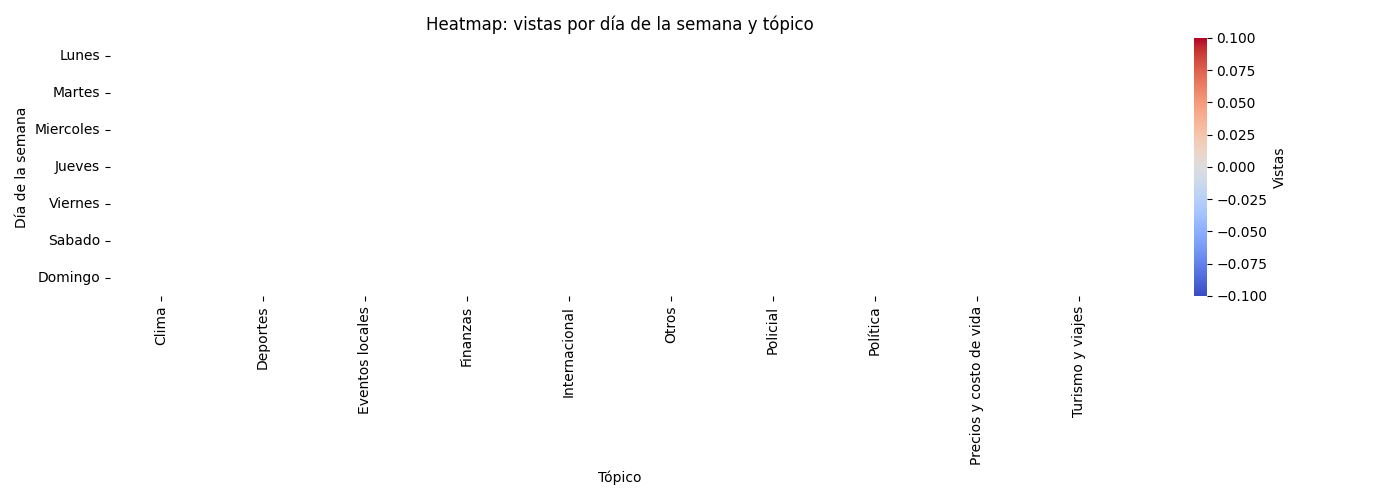 Heatmap: vistas por día de la semana y tópico
Día de la semana
Lunes
Martes
Miercoles
Jueves
Viernes
Sabado
Domingo
Clima
Deportes
Eventos locales
Finanzas
Internacional
Otros
Policial
Política
Precios y costo de vida
Turismo y viajes
Tópico
0.100
0.075
0.050
0.025
0.000
−0.025
−0.050
−0.075
−0.100
Vistas